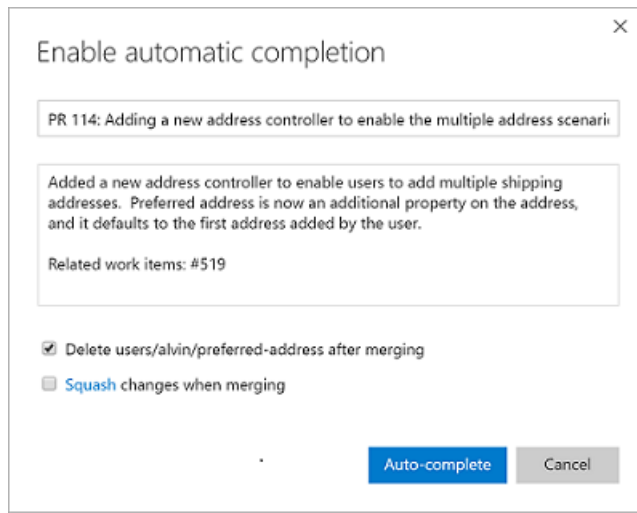 Enable automatic completion
PR 114: Adding a new address controller to enable the multiple address scenari
Added a new address controller to enable users to add multiple shipping
addresses.  Preferred address is now an additional property on the address,
and it defaults to the first address added by the user.
Related work items: #519
Delete users/alvin/preferred-address after merging
Squash changes when merging
Auto-complete
Cancel